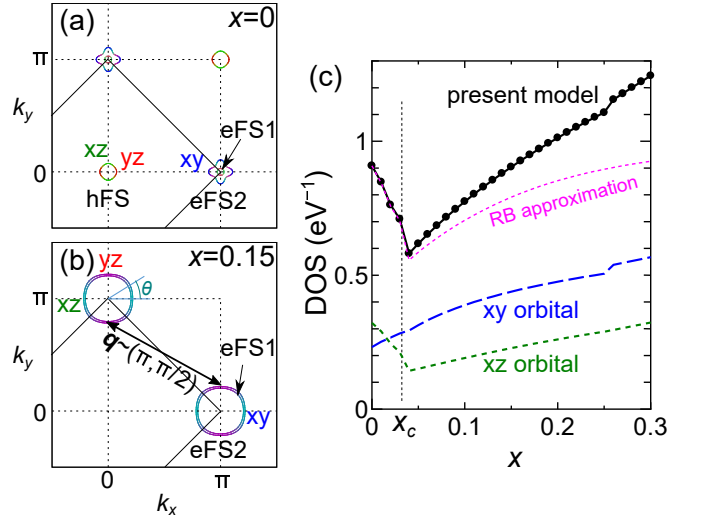 (a)
x=0
π
k_y
eFS1
xz
yz
xy
0
hFS
eFS2
(b)
x=0.15
yz
xz
θ
π
k_y
q~(π,π/2)
eFS1
0
xy
eFS2
0
π
k_x
(c)
present model
1
RB approximation
DOS (eV⁻¹)
0.5
xy orbital
xz orbital
0
0
x_c
0.1
0.2
0.3
x